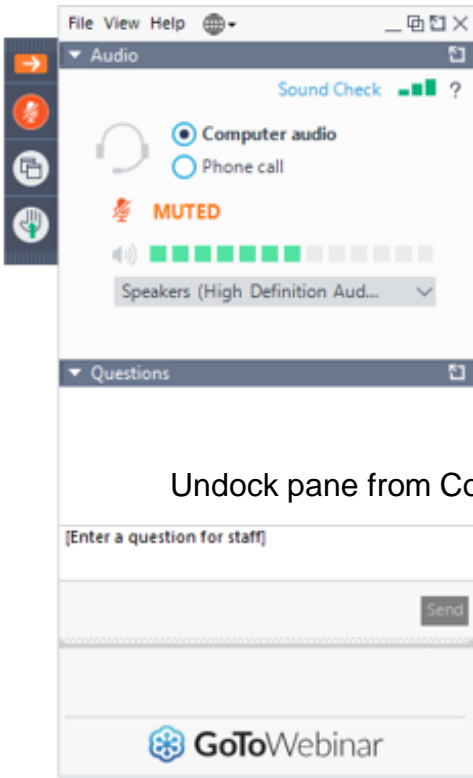 File View Help
Audio
Sound Check ?
Computer audio
Phone call
MUTED
Speakers (High Definition Aud...
Questions
Undock pane from Co
[Enter a question for staff]
Send
GoToWebinar